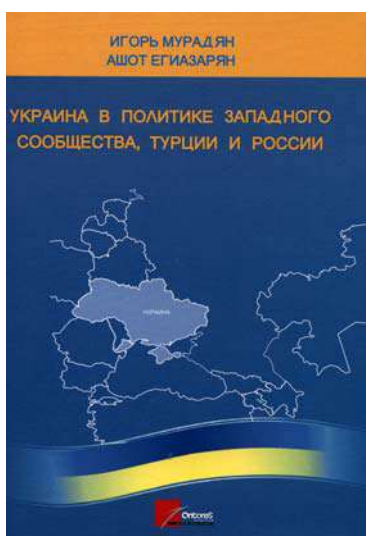 ИГОРЬ МУРАДЯН
АШОТ ЕГИАЗАРЯН
УКРАИНА В ПОЛИТИКЕ ЗАПАДНОГО
СООБЩЕСТВА, ТУРЦИИ И РОССИИ
УКРАИНА